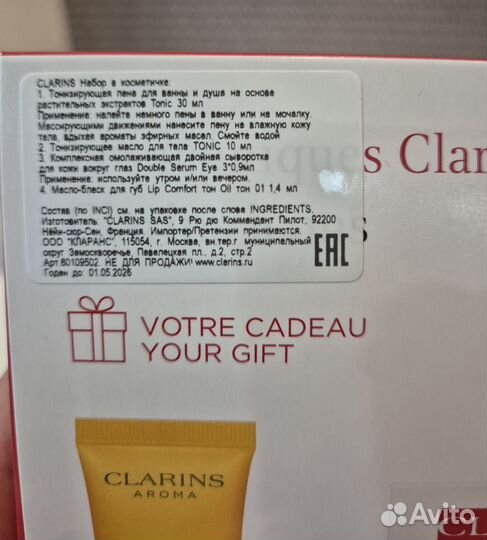 CLARINS Набор в косметичке:
1. Тонизирующая пена для ванны и душа на основе
растительных экстрактов Tonic 30 мл
Применение: налейте немного пены в ванну или на мочалку.
Массирующими движениями нанесите пену на влажную кожу
тела, вдыхая ароматы эфирных масел. Смойте водой
2. Тонизирующее масло для тела TONIC 10 мл
3. Комплексная омолаживающая двойная сыворотка
для кожи вокруг глаз Double Serum Eye 3*0,9мл
Применение: используйте утром и/или вечером.
4. Масло-блеск для губ Lip Comfort тон Oil тон 01 1,4 мл
Состав (по INCI) см. на упаковке после слова INGREDIENTS.
Изготовитель: "CLARINS SAS", 9 Рю дю Коммендант Пилот, 92200
Нёйи-сюр-Сен, Франция. Импортер/Претензии принимаются:
ООО "КЛАРАНС", 115054, г. Москва, вн.тер.г. муниципальный
округ Замоскворечье, Павелецкая пл., д.2, стр.2
Арт.80109502. НЕ ДЛЯ ПРОДАЖИ! www.clarins.ru
Годен до: 01.05.2026
EAC
ques Clar
s
VOTRE CADEAU
YOUR GIFT
CLARINS
AROMA
CL
Avito